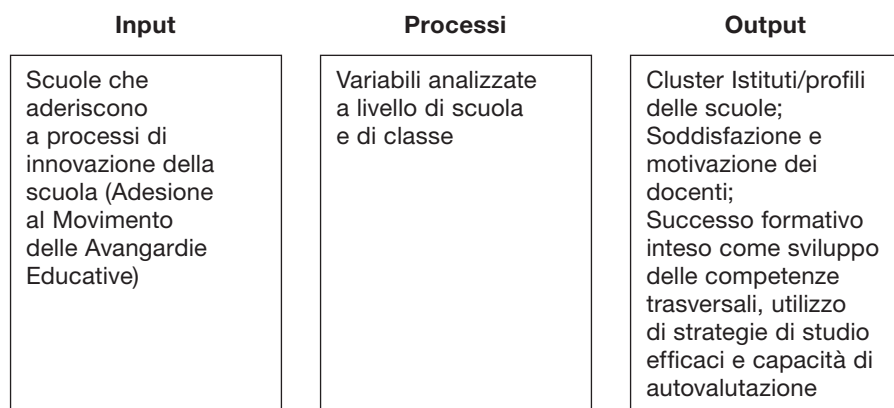 Input
Scuole che
aderiscono
a processi di
innovazione della
scuola (Adesione
al Movimento
delle Avangardie
Educative)
Processi
Variabili analizzate
a livello di scuola
e di classe
Output
Cluster Istituti/profili
delle scuole;
Soddisfazione e
motivazione dei
docenti;
Successo formativo
inteso come sviluppo
delle competenze
trasversali, utilizzo
di strategie di studio
efficaci e capacità di
autovalutazione